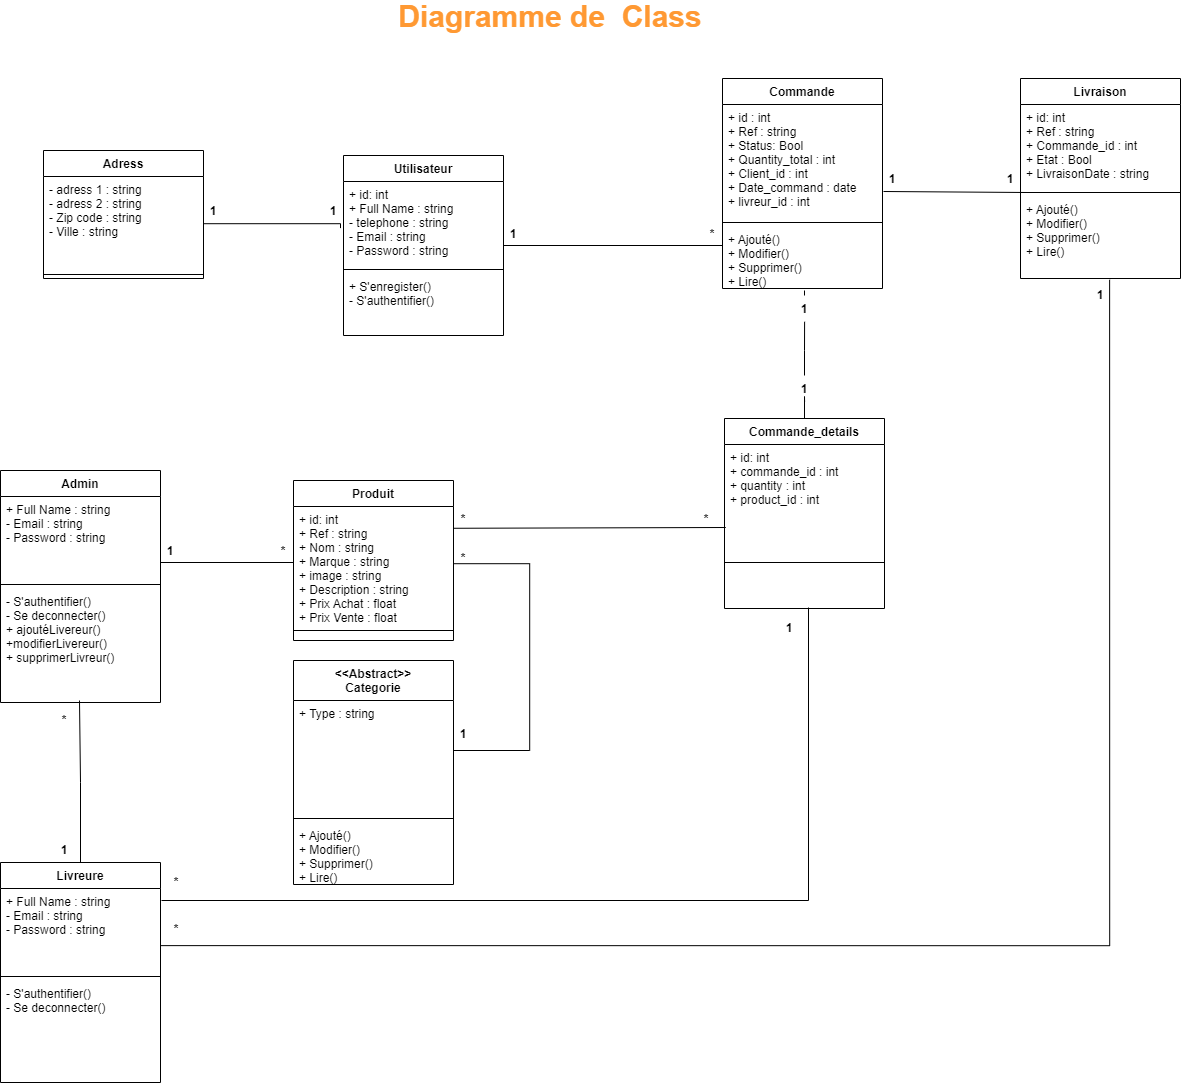 Diagramme de  Class
Adress
- adress 1 : string
- adress 2 : string
- Zip code : string
- Ville : string
1
1
Utilisateur
+ id: int
+ Full Name : string
- telephone : string
- Email : string
- Password : string
+ S'enregister()
- S'authentifier()
1
*
Commande
+ id : int
+ Ref : string
+ Status: Bool
+ Quantity_total : int
+ Client_id : int
+ Date_command : date
+ livreur_id : int
+ Ajouté()
+ Modifier()
+ Supprimer()
+ Lire()
1
1
Livraison
+ id: int
+ Ref : string
+ Commande_id : int
+ Etat : Bool
+ LivraisonDate : string
+ Ajouté()
+ Modifier()
+ Supprimer()
+ Lire()
1
1
1
Commande_details
+ id: int
+ commande_id : int
+ quantity : int
+ product_id : int
1
Admin
+ Full Name : string
- Email : string
- Password : string
- S'authentifier()
- Se deconnecter()
+ ajoutéLivereur()
+modifierLivereur()
+ supprimerLivreur()
1
*
Produit
+ id: int
+ Ref : string
+ Nom : string
+ Marque : string
+ image : string
+ Description : string
+ Prix Achat : float
+ Prix Vente : float
*
*
*
<<Abstract>>
Categorie
+ Type : string
+ Ajouté()
+ Modifier()
+ Supprimer()
+ Lire()
1
*
1
Livreure
+ Full Name : string
- Email : string
- Password : string
- S'authentifier()
- Se deconnecter()
*
*